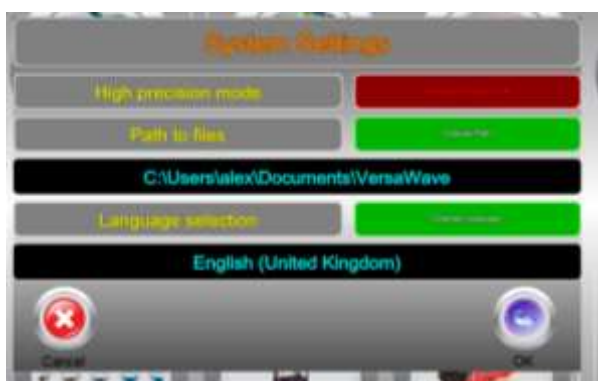 System Settings
High precision mode
Path to files
C:\Users\alex\Documents\VersaWave
Language selection
English (United Kingdom)
Cancel
OK